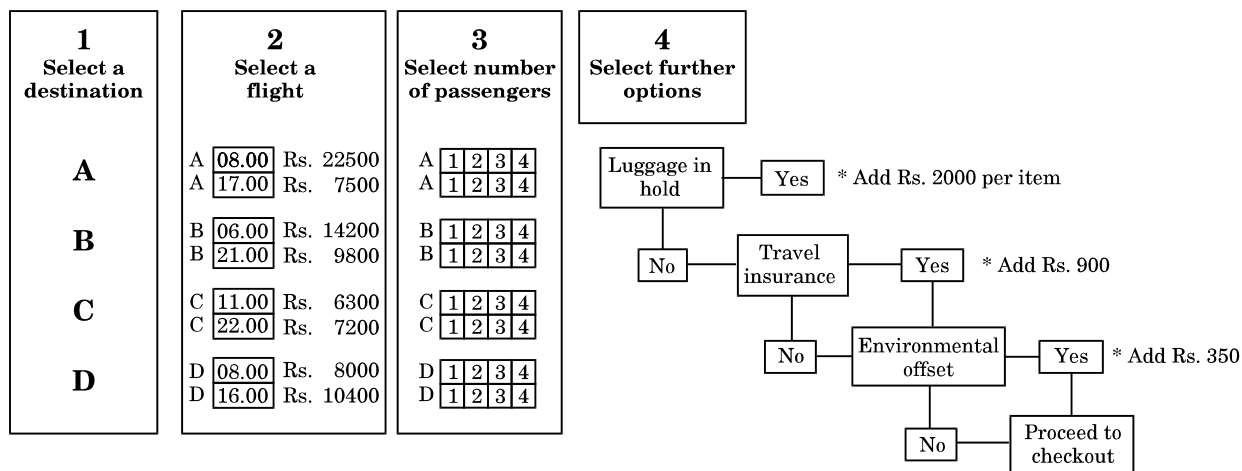 1
Select a
destination
A
B
C
D
2
Select a
flight
A 08.00 Rs. 22500
A 17.00 Rs. 7500
B 06.00 Rs. 14200
B 21.00 Rs. 9800
C 11.00 Rs. 6300
C 22.00 Rs. 7200
D 08.00 Rs. 8000
D 16.00 Rs. 10400
3
Select number
of passengers
A 1 2 3 4
A 1 2 3 4
B 1 2 3 4
B 1 2 3 4
C 1 2 3 4
C 1 2 3 4
D 1 2 3 4
D 1 2 3 4
4
Select further
options
Luggage in
hold
Yes * Add Rs. 2000 per item
No
Travel
insurance
Yes * Add Rs. 900
No
Environmental
offset
Yes * Add Rs. 350
No
Proceed to
checkout